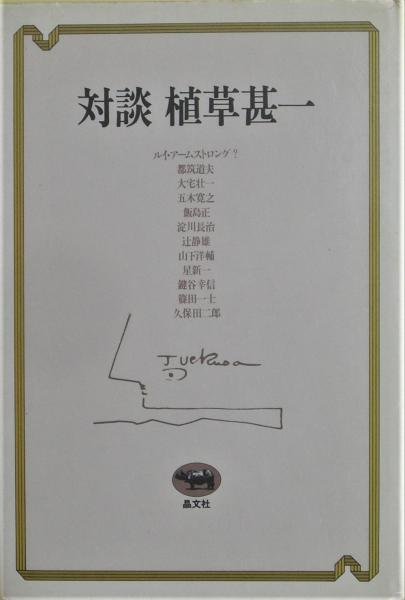 対談 植草甚一
ルイ・アームストロング?
都筑道夫
大宅壮一
五木寛之
飯島正
淀川長治
辻静雄
山下洋輔
星新一
鍵谷幸信
篠田一士
久保田二郎
J Uekusa
晶文社